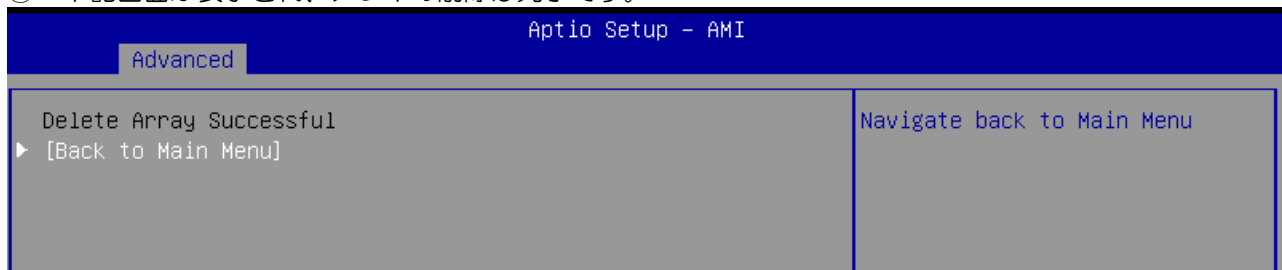 Aptio Setup - AMI
Advanced
Delete Array Successful
[Back to Main Menu]
Navigate back to Main Menu